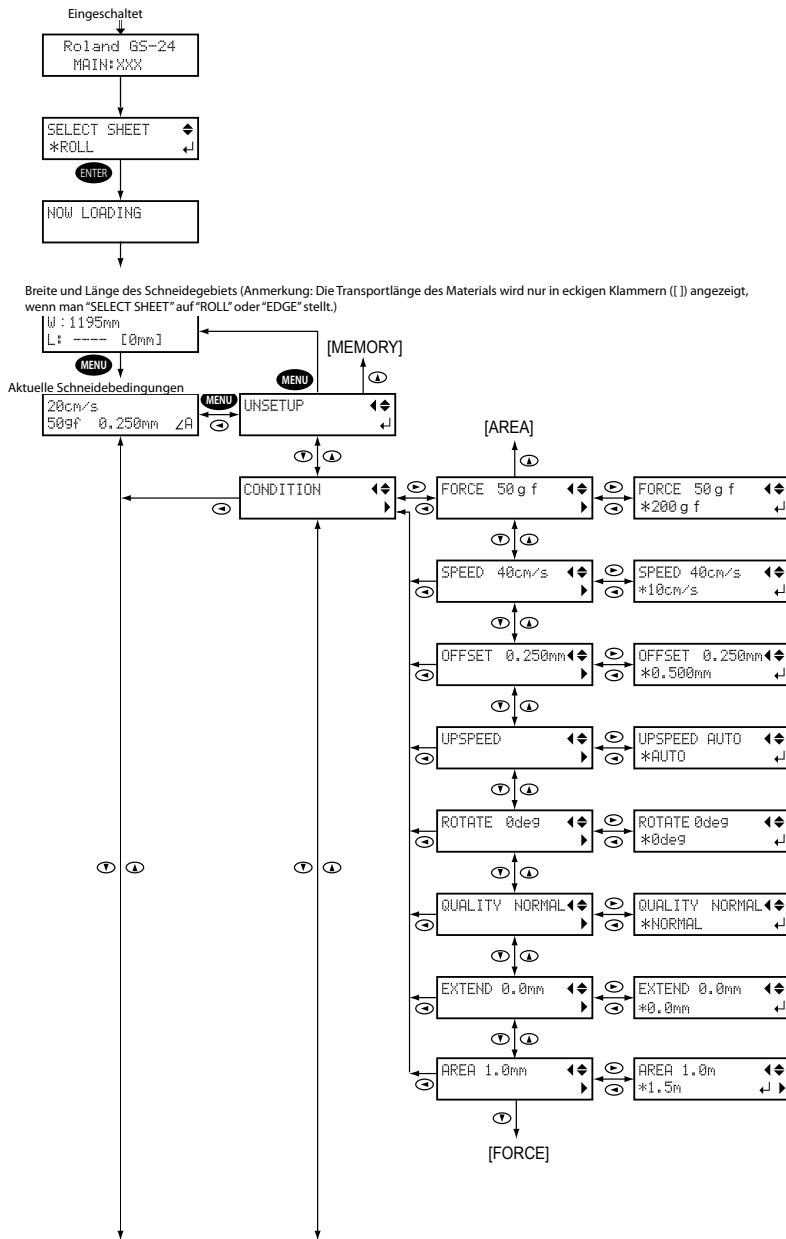 Eingeschaltet
Roland GS-24
MAIN:XXX
SELECT SHEET
*ROLL
ENTER
NOW LOADING
Breite und Länge des Schneidegebiets (Anmerkung: Die Transportlänge des Materials wird nur in eckigen Klammern ([ ]) angezeigt,
wenn man “SELECT SHEET” auf “ROLL” oder “EDGE” stellt.)
W:1195mm
L: ---- [0mm]
[MEMORY]
MENU
MENU
Aktuelle Schneidebedingungen
20cm/s
50gf 0.250mm ∠A
MENU
UNSETUP
[AREA]
CONDITION
FORCE 50gf
FORCE 50gf
*200gf
SPEED 40cm/s
SPEED 40cm/s
*10cm/s
OFFSET 0.250mm
OFFSET 0.250mm
*0.500mm
UPSPEED
UPSPEED AUTO
*AUTO
ROTATE 0deg
ROTATE 0deg
*0deg
QUALITY NORMAL
QUALITY NORMAL
*NORMAL
EXTEND 0.0mm
EXTEND 0.0mm
*0.0mm
AREA 1.0mm
AREA 1.0m
*1.5m
[FORCE]